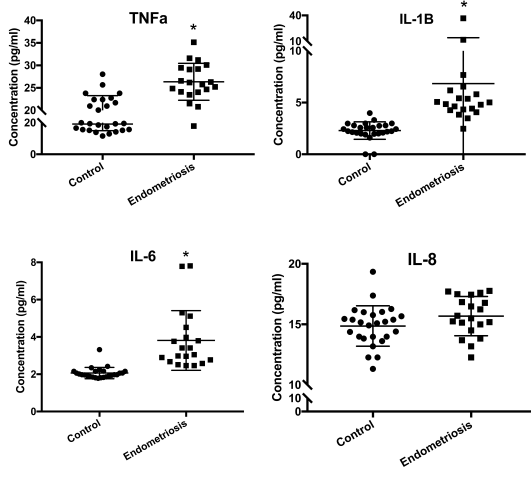 TNFa
*
Concentration (pg/ml)
40
35
30
25
20
20
0
Control
Endometriosis
IL-1B
*
Concentration (pg/ml)
40
10
10
5
0
Conrol
Endometriosis
IL-6
*
Concentration (pg/ml)
8
6
4
2
0
Control
Endometriosis
IL-8
Concentration (pg/ml)
20
15
10
10
0
Control
Endometriosis